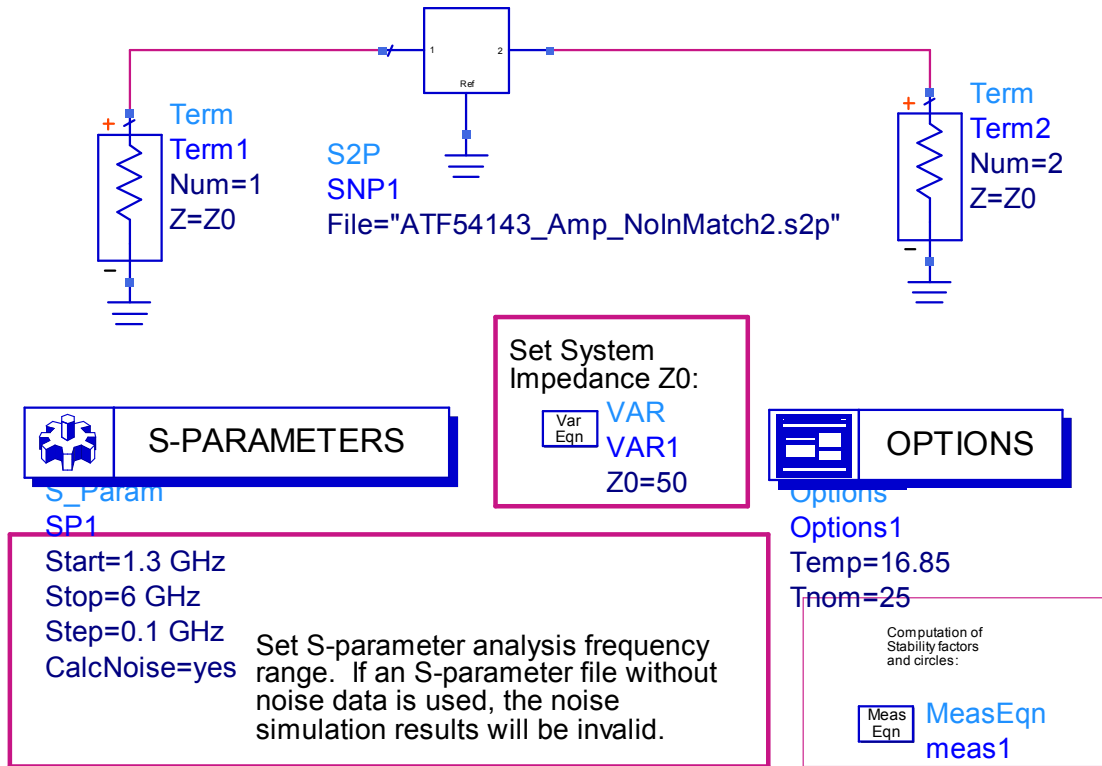 1
2
Ref
+
Term
Term1
Num=1
Z=Z0
−
S2P
SNP1
File="ATF54143_Amp_NoInMatch2.s2p"
+
Term
Term2
Num=2
Z=Z0
−
S-PARAMETERS
S_Param
SP1
Start=1.3 GHz
Stop=6 GHz
Step=0.1 GHz
CalcNoise=yes
Set S-parameter analysis frequency
range. If an S-parameter file without
noise data is used, the noise
simulation results will be invalid.
Set System
Impedance Z0:
Var
Eqn
VAR
VAR1
Z0=50
OPTIONS
Options
Options1
Temp=16.85
Tnom=25
Computation of
Stability factors
and circles:
Meas
Eqn
MeasEqn
meas1